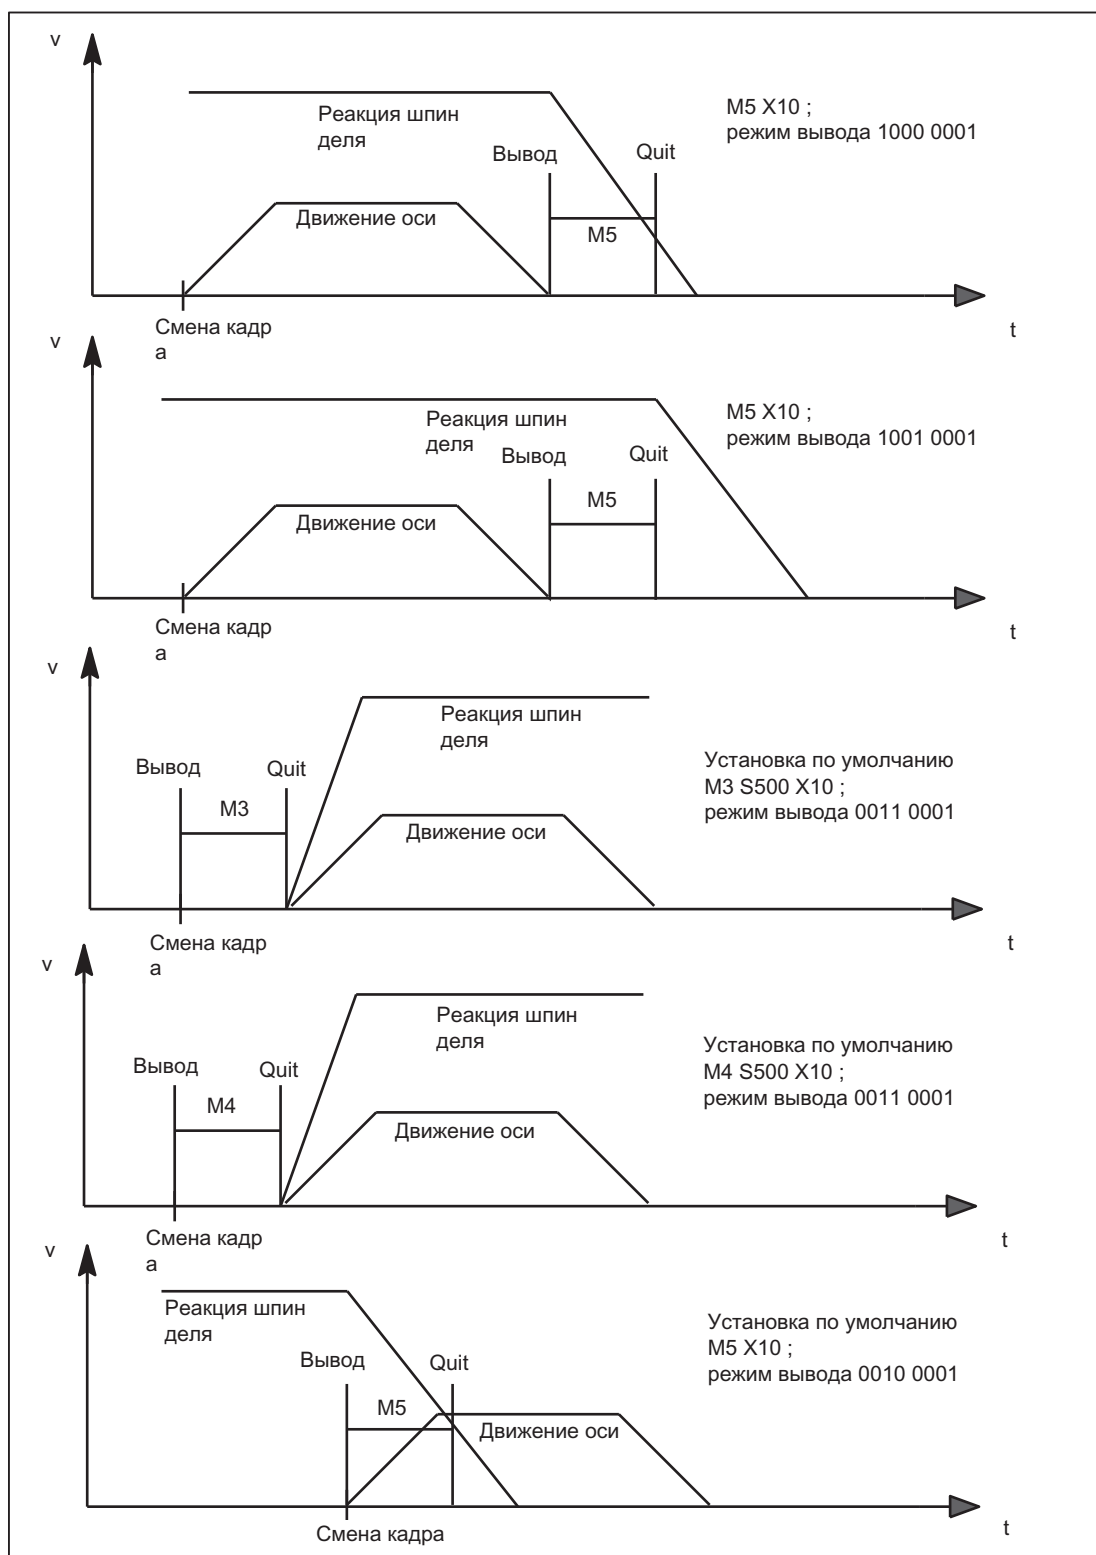 v
Реакция шпин
деля
M5 X10 ;
режим вывода 1000 0001
Вывод
Quit
Движение оси
M5
Смена кадр
а
t
v
Реакция шпин
деля
M5 X10 ;
режим вывода 1001 0001
Вывод
Quit
M5
Движение оси
Смена кадр
а
t
v
Реакция шпин
деля
Вывод
Quit
Установка по умолчанию
M3 S500 X10 ;
режим вывода 0011 0001
M3
Движение оси
Смена кадр
а
t
v
Реакция шпин
деля
Вывод
Quit
Установка по умолчанию
M4 S500 X10 ;
режим вывода 0011 0001
M4
Движение оси
Смена кадр
а
t
v
Реакция шпин
деля
Установка по умолчанию
M5 X10 ;
режим вывода 0010 0001
Вывод
Quit
M5
Движение оси
Смена кадра
t